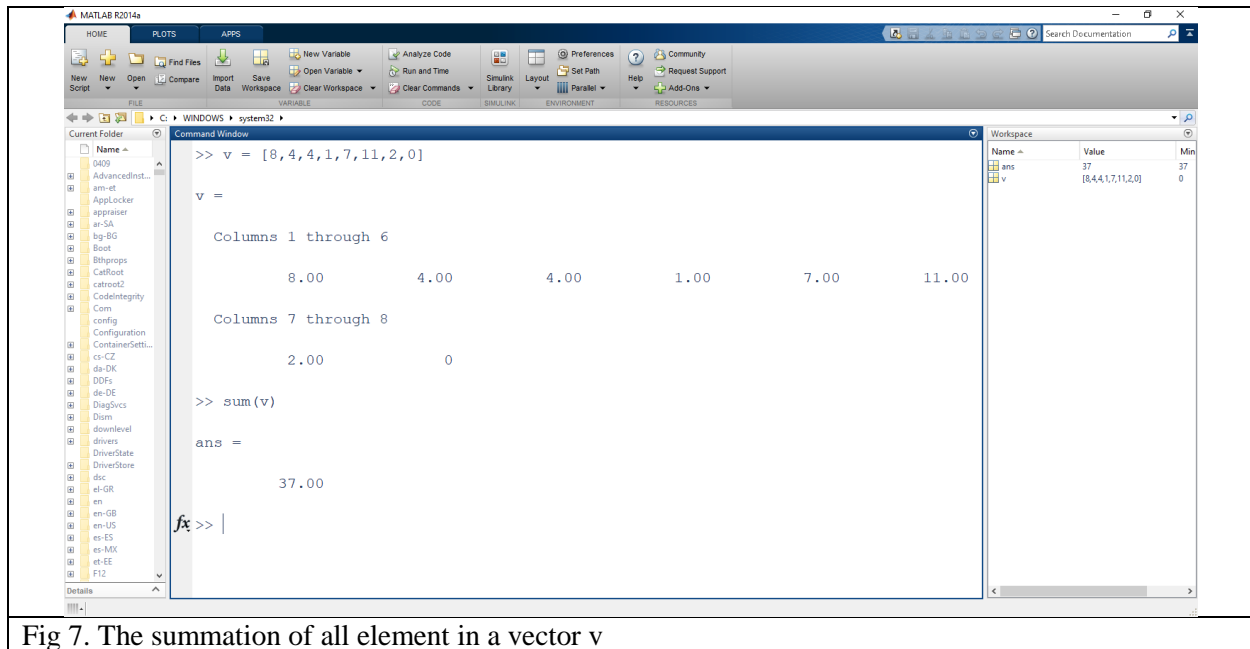 MATLAB R2014a
HOME PLOTS APPS Search Documentation
New Script New Open Find Files Compare Import Data Save Workspace New Variable Open Variable Clear Workspace Analyze Code Run and Time Clear Commands Simulink Library Layout Preferences Set Path Parallel Help Community Request Support Add-Ons
FILE VARIABLE CODE SIMULINK ENVIRONMENT RESOURCES
C: WINDOWS system32
Current Folder
Name
0409
AdvancedInst...
am-et
AppLocker
appraiser
ar-SA
bg-BG
Boot
Bthprops
CatRoot
catroot2
CodeIntegrity
Com
config
Configuration
ContainerSetti...
cs-CZ
da-DK
DDFs
de-DE
DiagSvcs
Dism
downlevel
drivers
DriverState
DriverStore
dsc
el-GR
en
en-GB
en-US
es-ES
es-MX
et-EE
F12
Details
Command Window
>> v = [8,4,4,1,7,11,2,0]
v =
Columns 1 through 6
8.00 4.00 4.00 1.00 7.00 11.00
Columns 7 through 8
2.00 0
>> sum(v)
ans =
37.00
fx >>
Workspace
Name Value Min
ans 37 37
v [8,4,4,1,7,11,2,0] 0
Fig 7. The summation of all element in a vector v